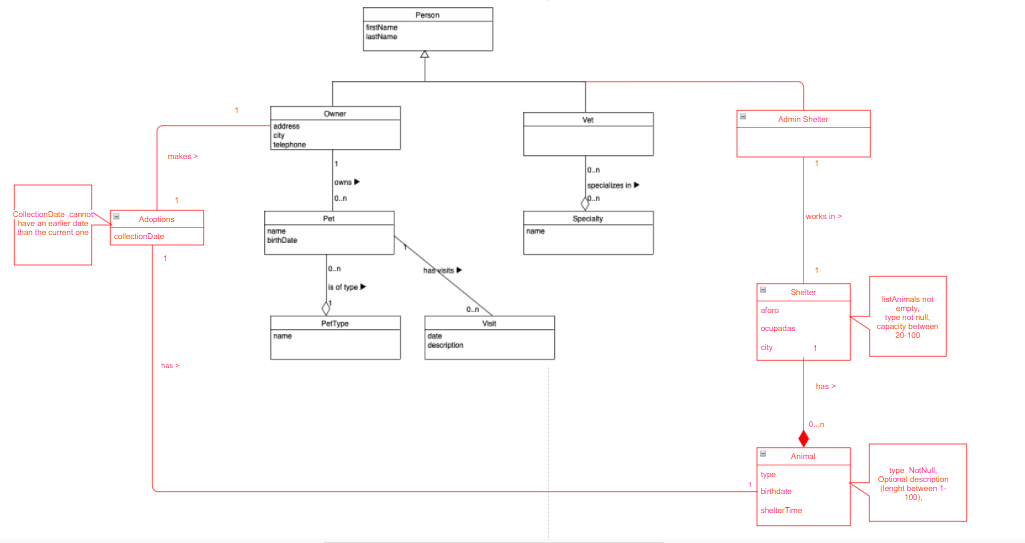 Person
firstName
lastName
1
Owner
address
city
telephone
Vet
Admin Shelter
makes >
1
owns ▶
0..n
0..n
specializes in ▶
0..n
1
CollectionDate cannot
have an earlier date
than the current one
1
Adoptions
collectionDate
1
Pet
name
birthDate
Specialty
name
works in >
1
1
has visits ▶
0..n
0..n
is of type ▶
1
PetType
name
Visit
date
description
Shelter
aforo
ocupadas
city
1
listAnimals not
empty,
type not null,
capacity between
20-100
has >
has >
0...n
1
Animal
type
birthdate
shelterTime
type NotNull,
Optional description
(lenght between 1-
100),